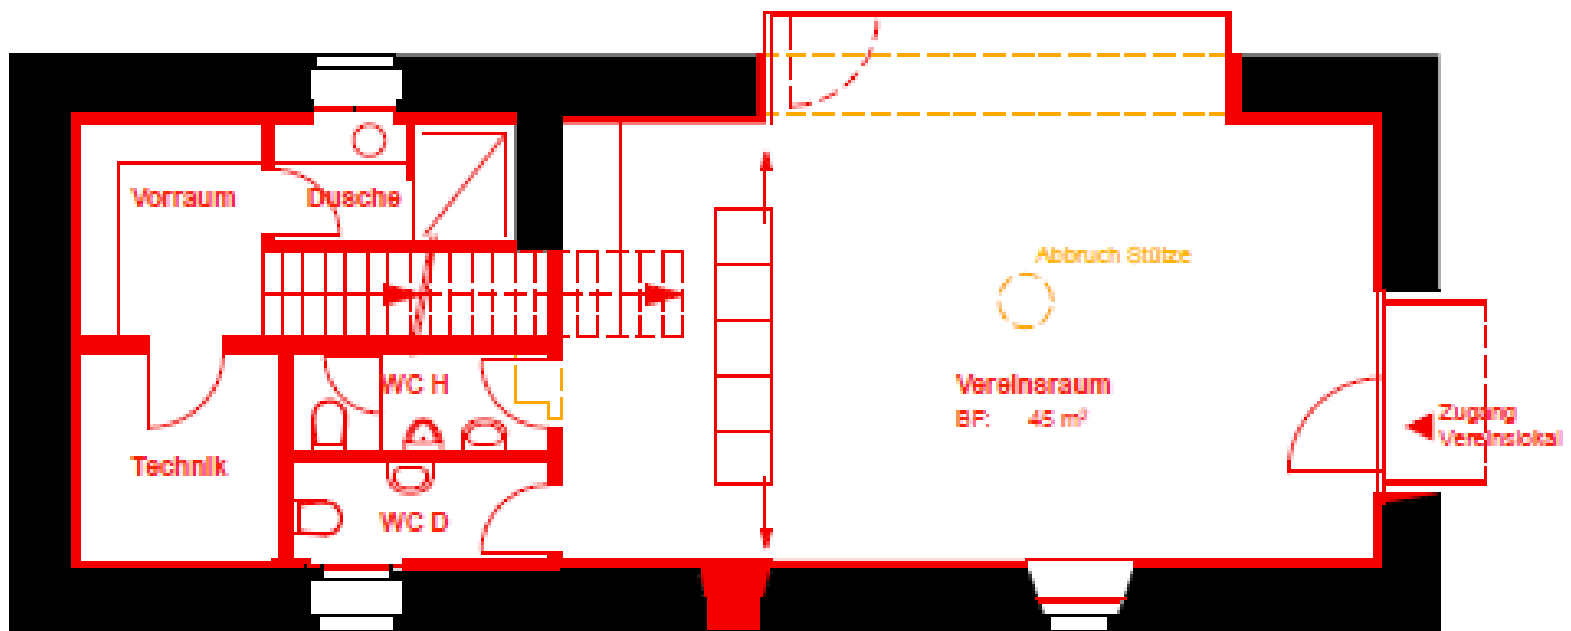 Vorraum
Dusche
Abbruch Stütze
WC H
Vereinsraum
BF: 45 m²
Zugang
Vereinslokal
Technik
WC D